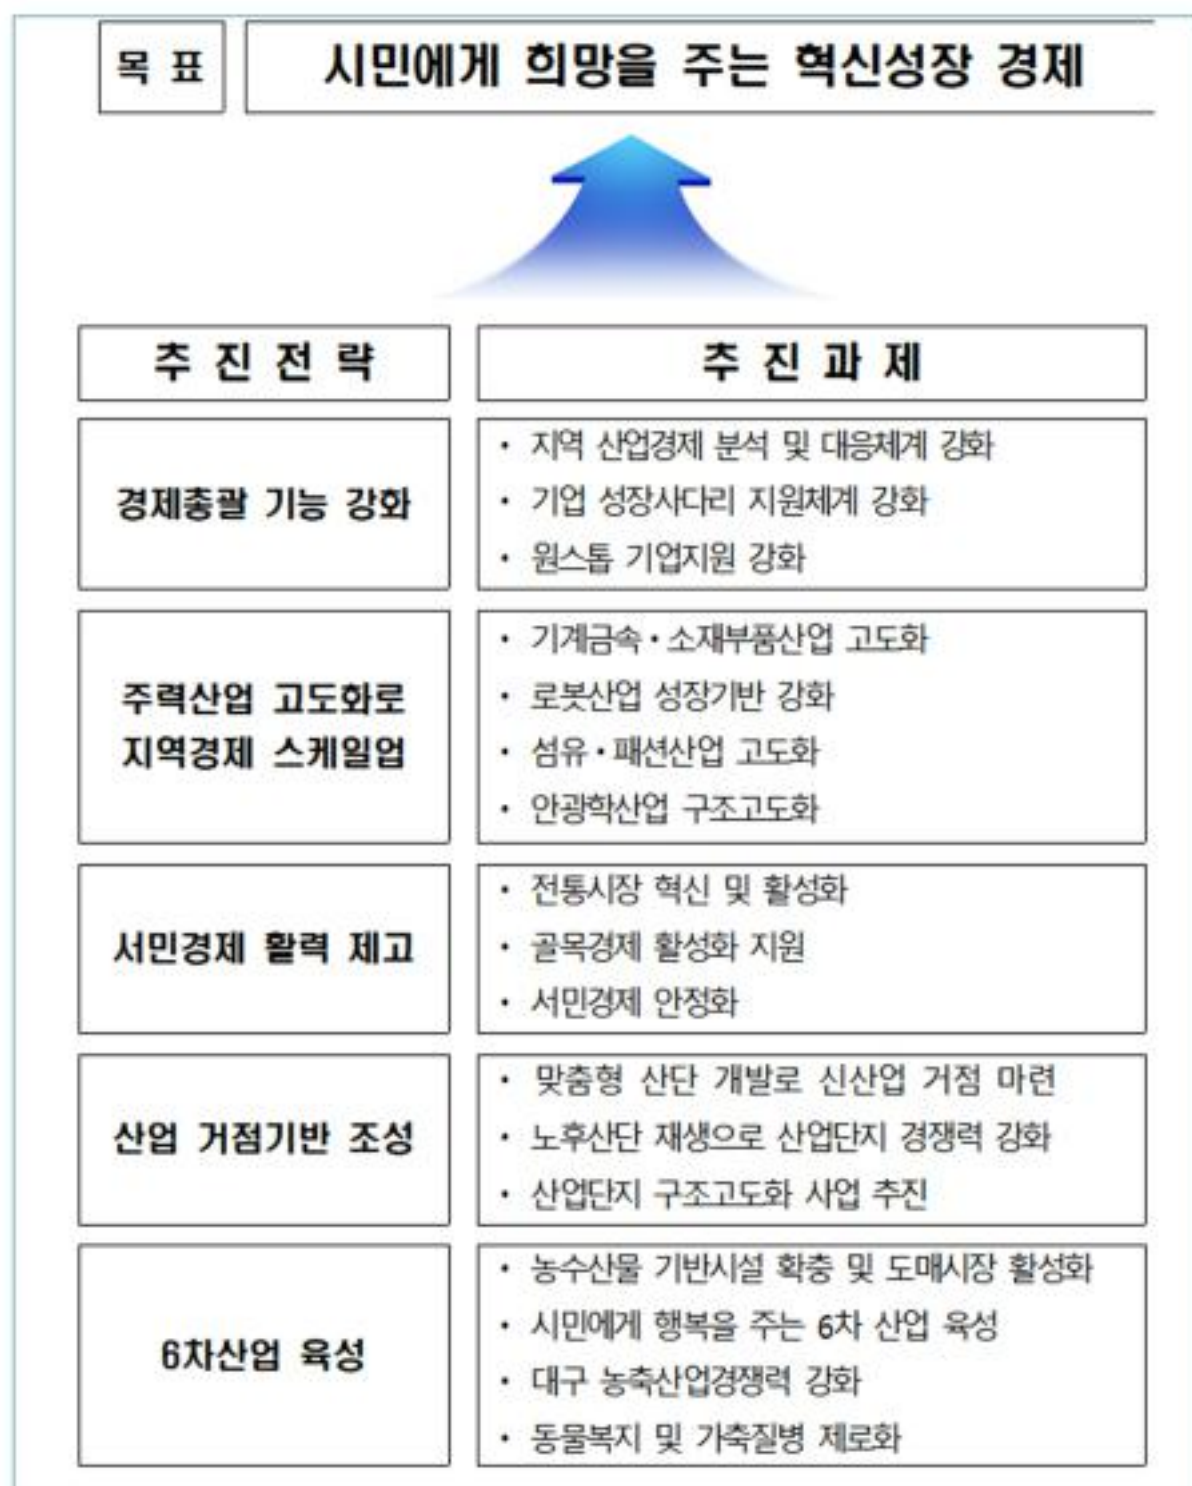 목 표
시민에게 희망을 주는 혁신성장 경제
추 진 전 략
추 진 과 제
경제총괄 기능 강화
• 지역 산업경제 분석 및 대응체계 강화
• 기업 성장사다리 지원체계 강화
• 원스톱 기업지원 강화
주력산업 고도화로
지역경제 스케일업
• 기계금속•소재부품산업 고도화
• 로봇산업 성장기반 강화
• 섬유•패션산업 고도화
• 안광학산업 구조고도화
서민경제 활력 제고
• 전통시장 혁신 및 활성화
• 골목경제 활성화 지원
• 서민경제 안정화
산업 거점기반 조성
• 맞춤형 산단 개발로 신산업 거점 마련
• 노후산단 재생으로 산업단지 경쟁력 강화
• 산업단지 구조고도화 사업 추진
6차산업 육성
• 농수산물 기반시설 확충 및 도매시장 활성화
• 시민에게 행복을 주는 6차 산업 육성
• 대구 농축산업경쟁력 강화
• 동물복지 및 가축질병 제로화